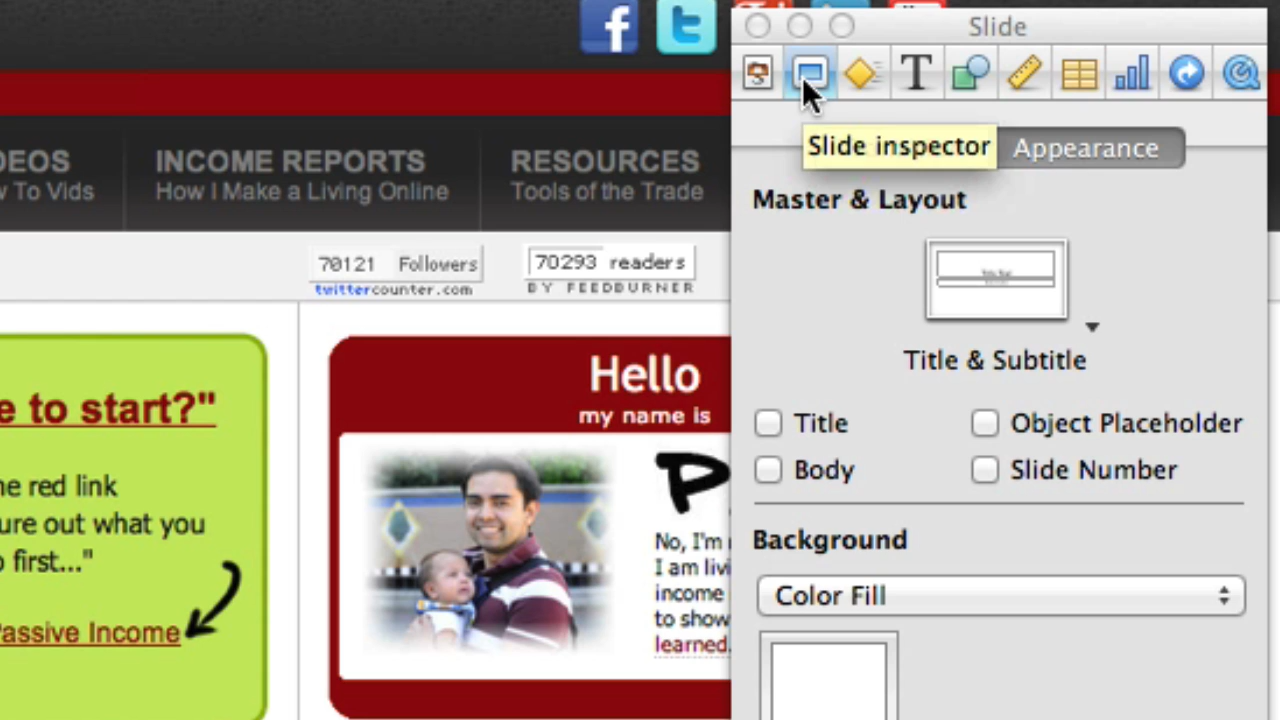 f
t
Slide
T
Slide inspector
Appearance
DEOS
w To Vids
INCOME REPORTS
How I Make a Living Online
RESOURCES
Tools of the Trade
Master & Layout
70121 Followers
twittercounter.com
70293 readers
BY FEEDBURNER
Title & Subtitle
Title
Object Placeholder
Body
Slide Number
Background
Color Fill
e to start?"
ne red link
ure out what you
o first..."
Passive Income
Hello
my name is
P
No, I'm
I am livi
income
to show
learned.